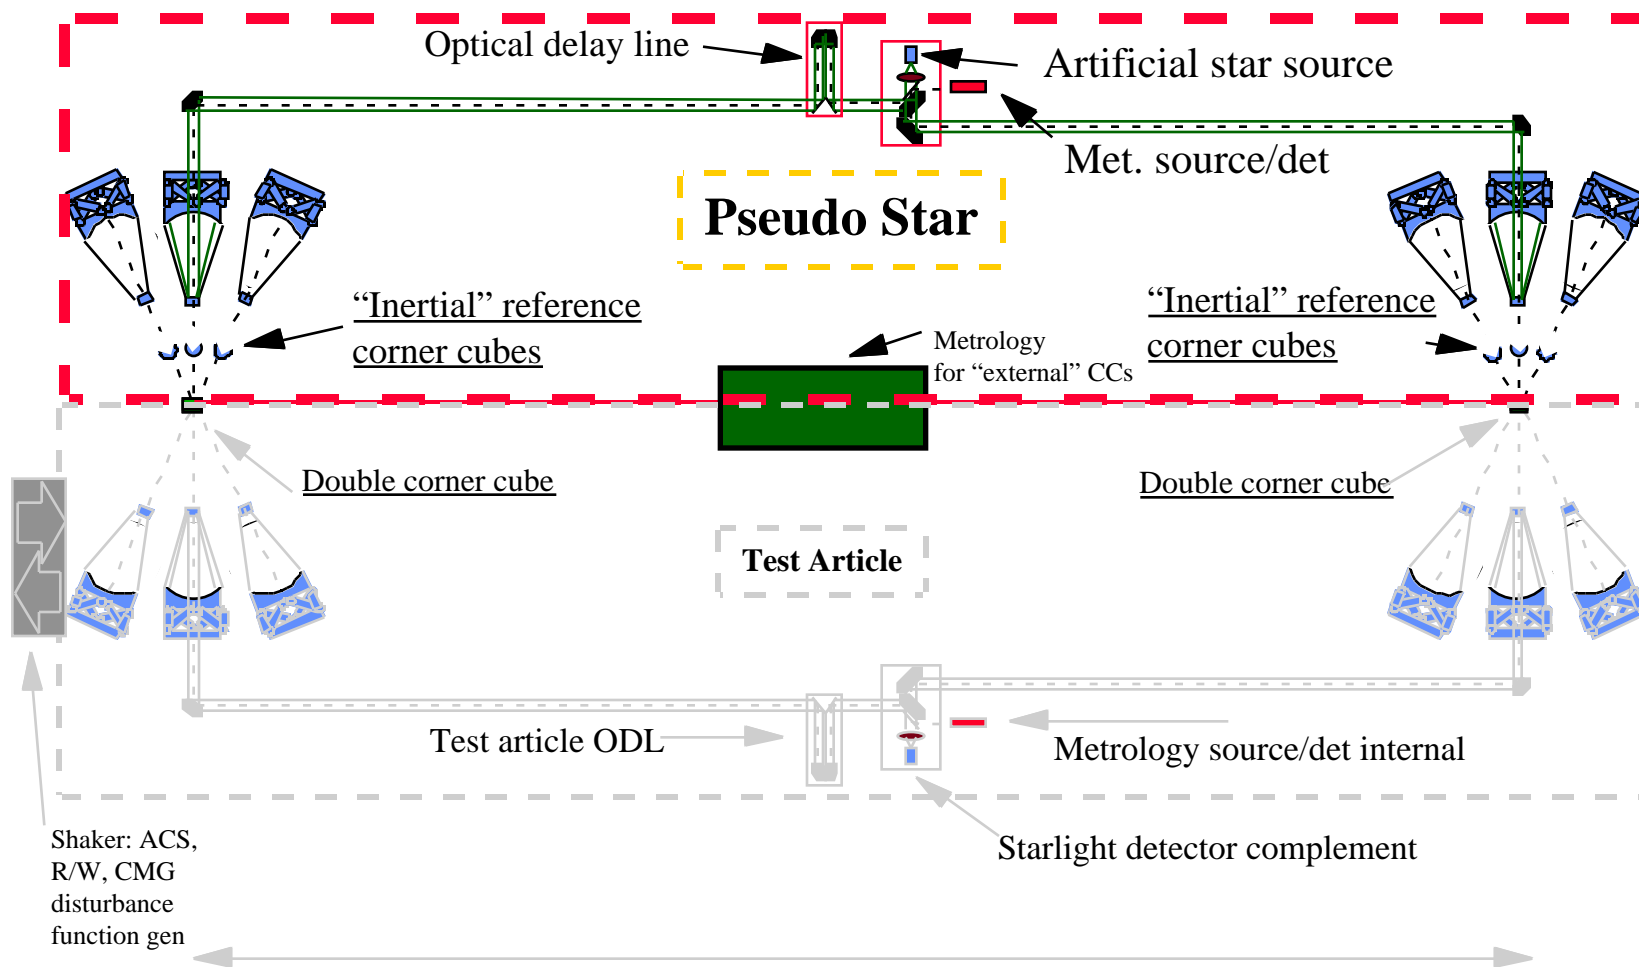 Optical delay line
Artificial star source
Met. source/det
Pseudo Star
“Inertial” reference
corner cubes
“Inertial” reference
corner cubes
Metrology
for “external” CCs
Double corner cube
Double corner cube
Test Article
Test article ODL
Metrology source/det internal
Starlight detector complement
Shaker: ACS,
R/W, CMG
disturbance
function gen